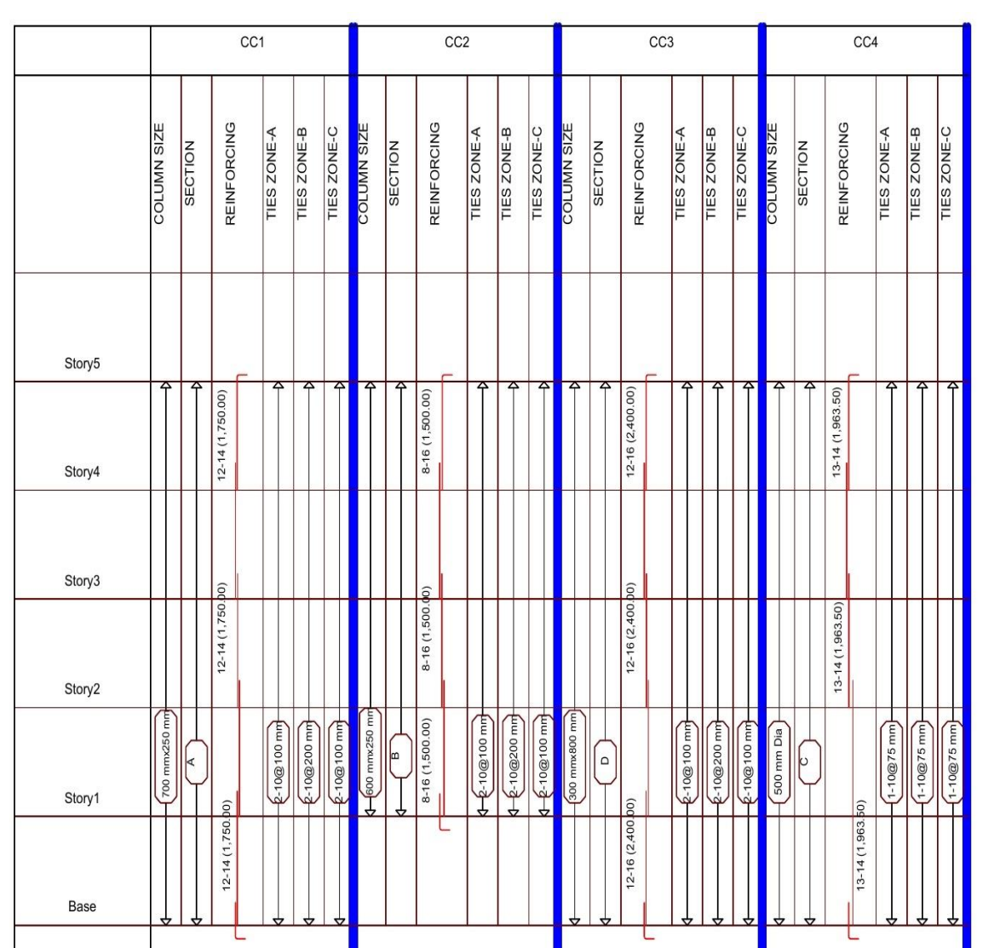 CC1 CC2 CC3 CC4
COLUMN SIZE SECTION REINFORCING TIES ZONE-A TIES ZONE-B TIES ZONE-C COLUMN SIZE SECTION REINFORCING TIES ZONE-A TIES ZONE-B TIES ZONE-C COLUMN SIZE SECTION REINFORCING TIES ZONE-A TIES ZONE-B TIES ZONE-C COLUMN SIZE SECTION REINFORCING TIES ZONE-A TIES ZONE-B TIES ZONE-C
Story5
12-14 (1,750.00) 8-16 (1,500.00) 12-16 (2,400.00) 13-14 (1,963.50)
Story4
Story3
12-14 (1,750.00) 8-16 (1,500.00) 12-16 (2,400.00) 13-14 (1,963.50)
Story2
700 mmx250 mm A 2-10@100 mm 2-10@200 mm 2-10@100 mm 600 mmx250 mm B 8-16 (1,500.00) 2-10@100 mm 2-10@200 mm 2-10@100 mm 300 mmx800 mm D 2-10@100 mm 2-10@200 mm 2-10@100 mm 500 mm Dia C 1-10@75 mm 1-10@75 mm 1-10@75 mm
Story1
12-14 (1,750.00) 12-16 (2,400.00) 13-14 (1,963.50)
Base